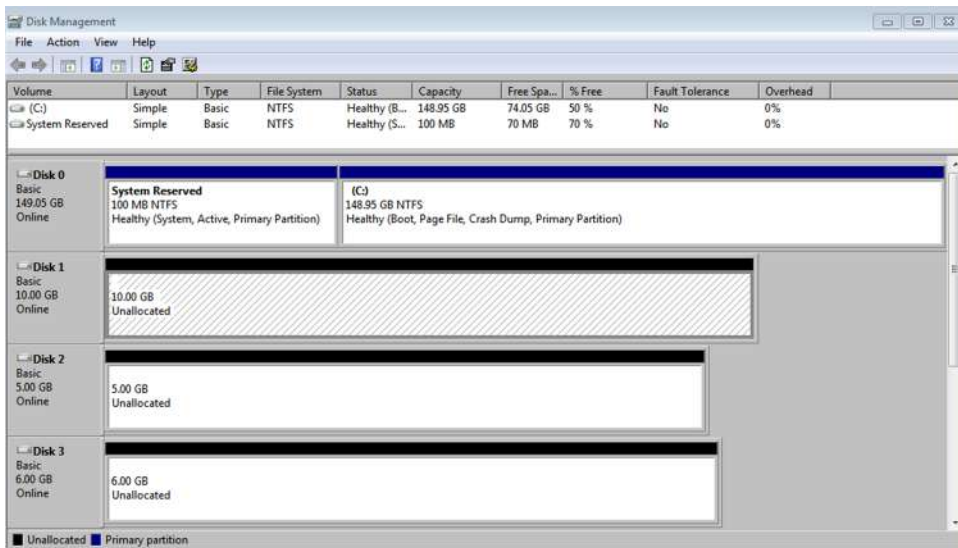 Disk Management
File Action View Help
Volume Layout Type File System Status Capacity Free Spa... % Free Fault Tolerance Overhead
(C:) Simple Basic NTFS Healthy (B... 148.95 GB 74.05 GB 50 % No 0%
System Reserved Simple Basic NTFS Healthy (S... 100 MB 70 MB 70 % No 0%
Disk 0
Basic
149.05 GB
Online
System Reserved
100 MB NTFS
Healthy (System, Active, Primary Partition)
(C:)
148.95 GB NTFS
Healthy (Boot, Page File, Crash Dump, Primary Partition)
Disk 1
Basic
10.00 GB
Online
10.00 GB
Unallocated
Disk 2
Basic
5.00 GB
Online
5.00 GB
Unallocated
Disk 3
Basic
6.00 GB
Online
6.00 GB
Unallocated
Unallocated Primary partition